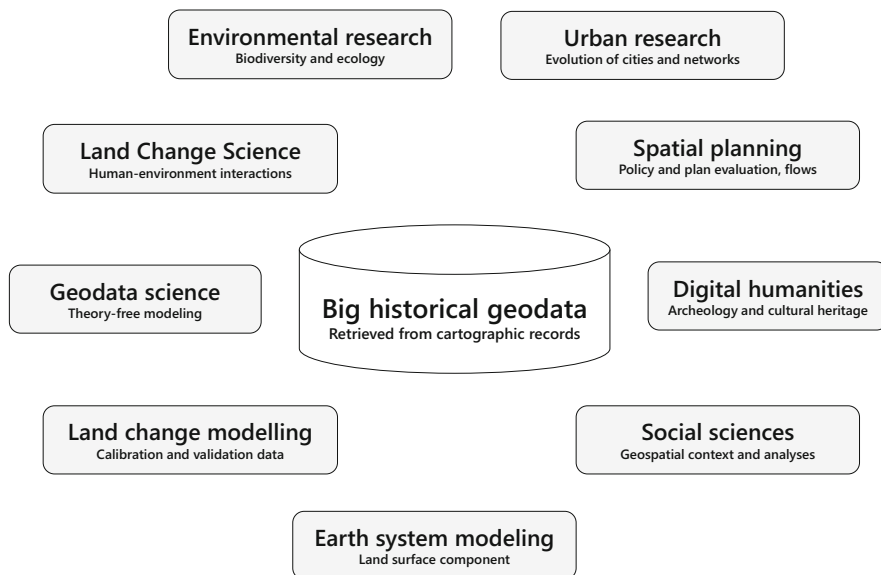 Environmental research
Biodiversity and ecology
Urban research
Evolution of cities and networks
Land Change Science
Human-environment interactions
Spatial planning
Policy and plan evaluation, flows
Geodata science
Theory-free modeling
Big historical geodata
Retrieved from cartographic records
Digital humanities
Archeology and cultural heritage
Land change modelling
Calibration and validation data
Social sciences
Geospatial context and analyses
Earth system modeling
Land surface component